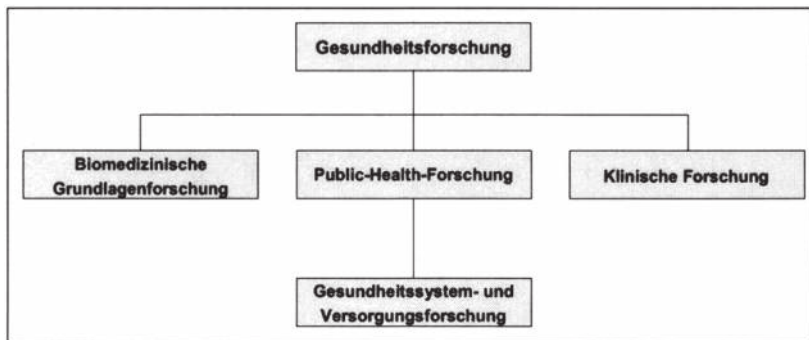 Gesundheitsforschung
Biomedizinische
Grundlagenforschung
Public-Health-Forschung
Klinische Forschung
Gesundheitssystem- und
Versorgungsforschung